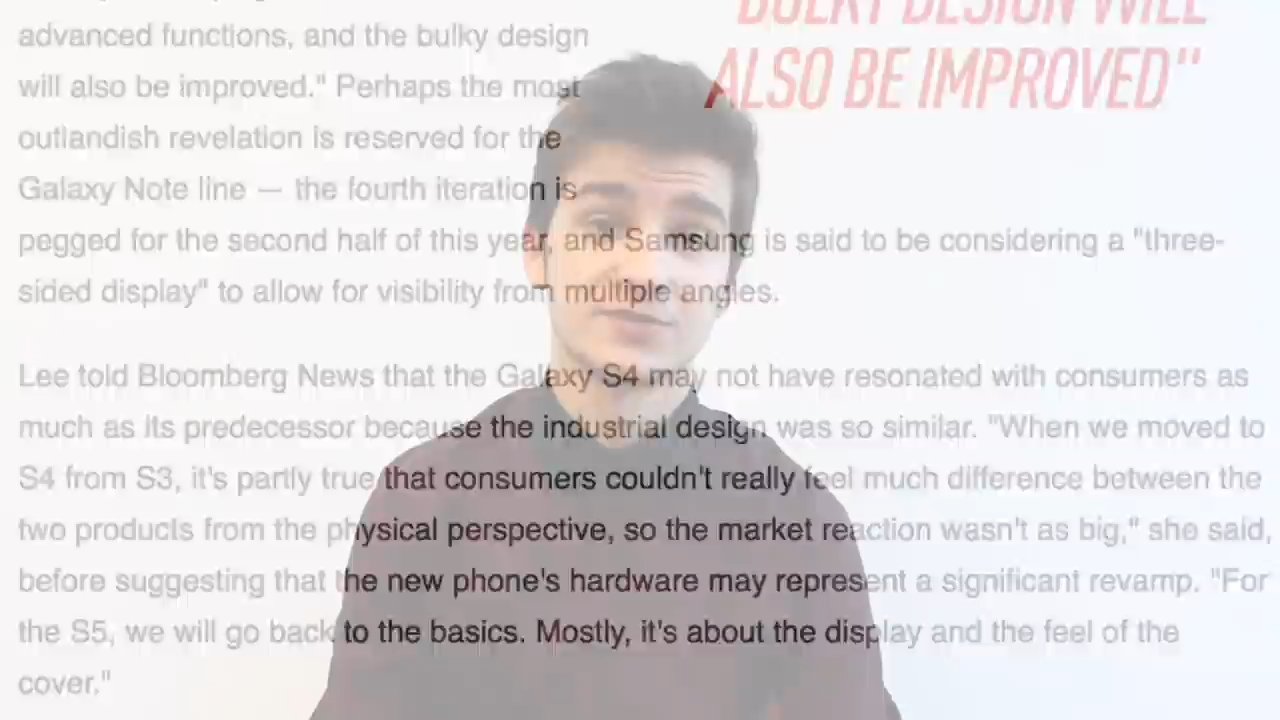 advanced functions, and the bulky design
will also be improved." Perhaps the most
outlandish revelation is reserved for the
Galaxy Note line — the fourth iteration is
pegged for the second half of this year, and Samsung is said to be considering a "three-
sided display" to allow for visibility from multiple angles.
Lee told Bloomberg News that the Galaxy S4 may not have resonated with consumers as
much as its predecessor because the industrial design was so similar. "When we moved to
S4 from S3, it's partly true that consumers couldn't really feel much difference between the
two products from the physical perspective, so the market reaction wasn't as big," she said,
before suggesting that the new phone's hardware may represent a significant revamp. "For
the S5, we will go back to the basics. Mostly, it's about the display and the feel of the
cover."
BULKY DESIGN WILL
ALSO BE IMPROVED"